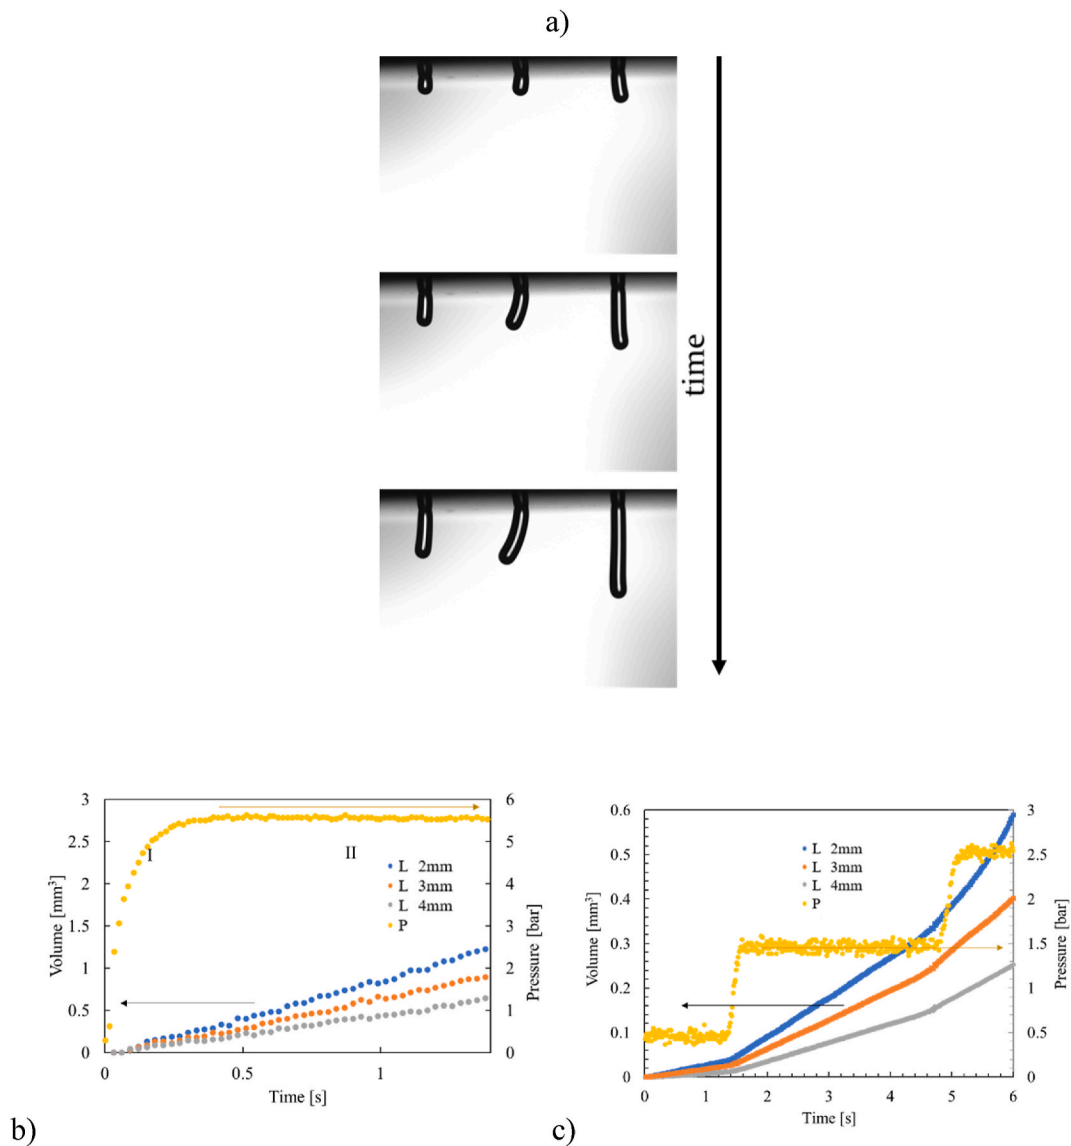 a)
time
3
2.5
2
1.5
1
0.5
0
Volume [mm³]
I
II
L 2mm
L 3mm
L 4mm
P
6
5
4
3
2
1
0
Pressure [bar]
0 0.5 1
Time [s]
b)
0.6
0.5
0.4
0.3
0.2
0.1
0
Volume [mm³]
L 2mm
L 3mm
L 4mm
P
3
2.5
2
1.5
1
0.5
0
Pressure [bar]
0 1 2 3 4 5 6
Time [s]
c)